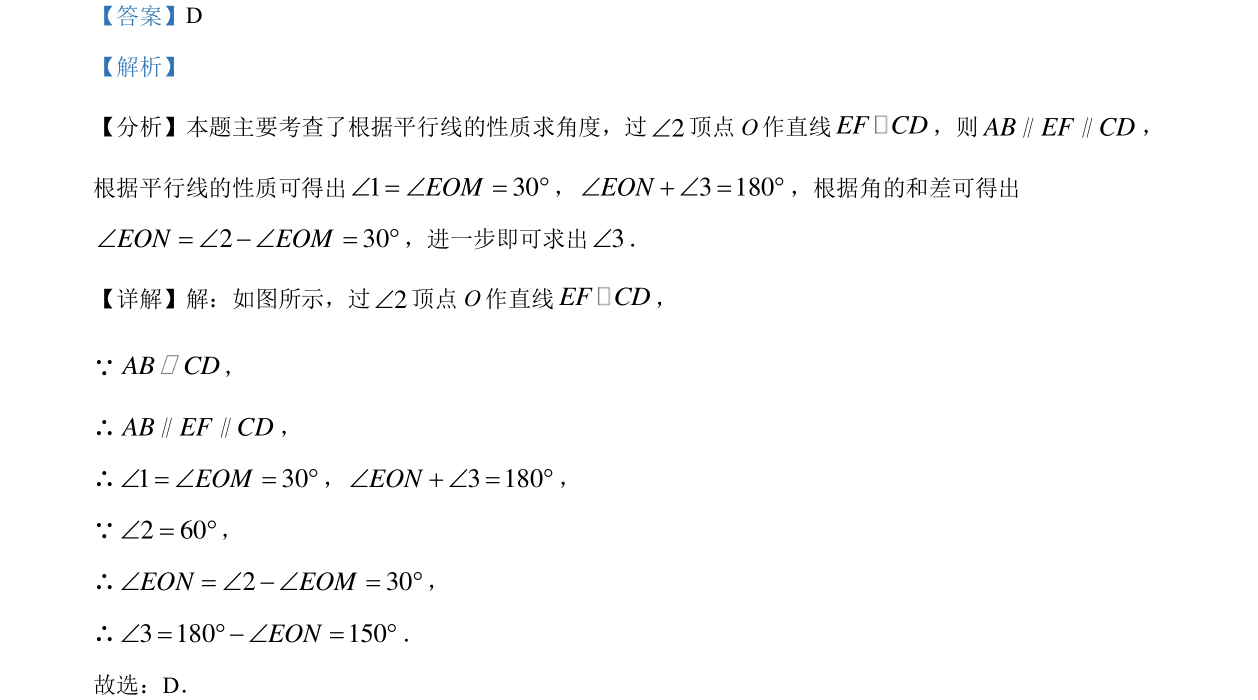 【答案】D
【解析】
【分析】本题主要考查了根据平行线的性质求角度，过∠2顶点 O 作直线EF□CD，则 AB∥EF∥CD，
根据平行线的性质可得出∠1=∠EOM=30°，∠EON+∠3=180°，根据角的和差可得出
∠EON=∠2−∠EOM=30°，进一步即可求出∠3．
【详解】解：如图所示，过∠2顶点 O 作直线EF□CD，
∵AB□CD，
∴AB∥EF∥CD，
∴∠1=∠EOM=30°，∠EON+∠3=180°，
∵∠2=60°，
∴∠EON=∠2−∠EOM=30°，
∴∠3=180°−∠EON=150°．
故选：D．